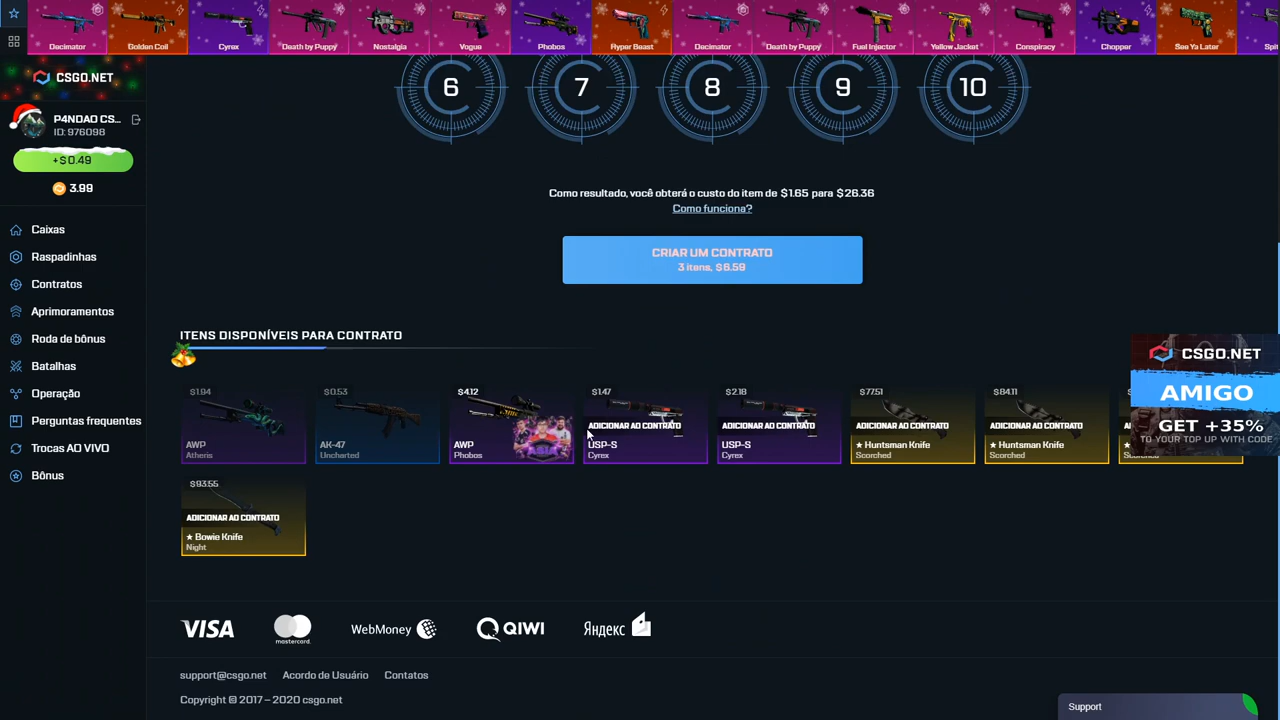 Decimator Golden Coil Cyrex Death by Puppy Nostalgia Vogue Phobos Hyper Beast Decimator Death by Puppy Fuel Injector Yellow Jacket Conspiracy Chopper See Ya Later
CSGO.NET
P4NDAO CS...
ID: 976098
+$0.49
3.99
Caixas
Raspadinhas
Contratos
Aprimoramentos
Roda de bônus
Batalhas
Operação
Perguntas frequentes
Trocas AO VIVO
Bônus
6 7 8 9 10
Como resultado, você obterá o custo do item de $1.65 para $26.36
Como funciona?
CRIAR UM CONTRATO
3 itens, $6.59
ITENS DISPONÍVEIS PARA CONTRATO
$1.94
AWP
Atheris
$0.53
AK-47
Uncharted
$4.12
AWP
Phobos
$1.47
ADICIONAR AO CONTRATO
USP-S
Cyrex
$2.18
ADICIONAR AO CONTRATO
USP-S
Cyrex
$77.51
ADICIONAR AO CONTRATO
★ Huntsman Knife
Scorched
$84.11
ADICIONAR AO CONTRATO
★ Huntsman Knife
Scorched
$93.55
ADICIONAR AO CONTRATO
★ Bowie Knife
Night
CSGO.NET
AMIGO
GET +35%
TO YOUR TOP UP WITH CODE
VISA
mastercard.
WebMoney
QIWI
Яндекс
support@csgo.net Acordo de Usuário Contatos
Copyright © 2017 – 2020 csgo.net
Support